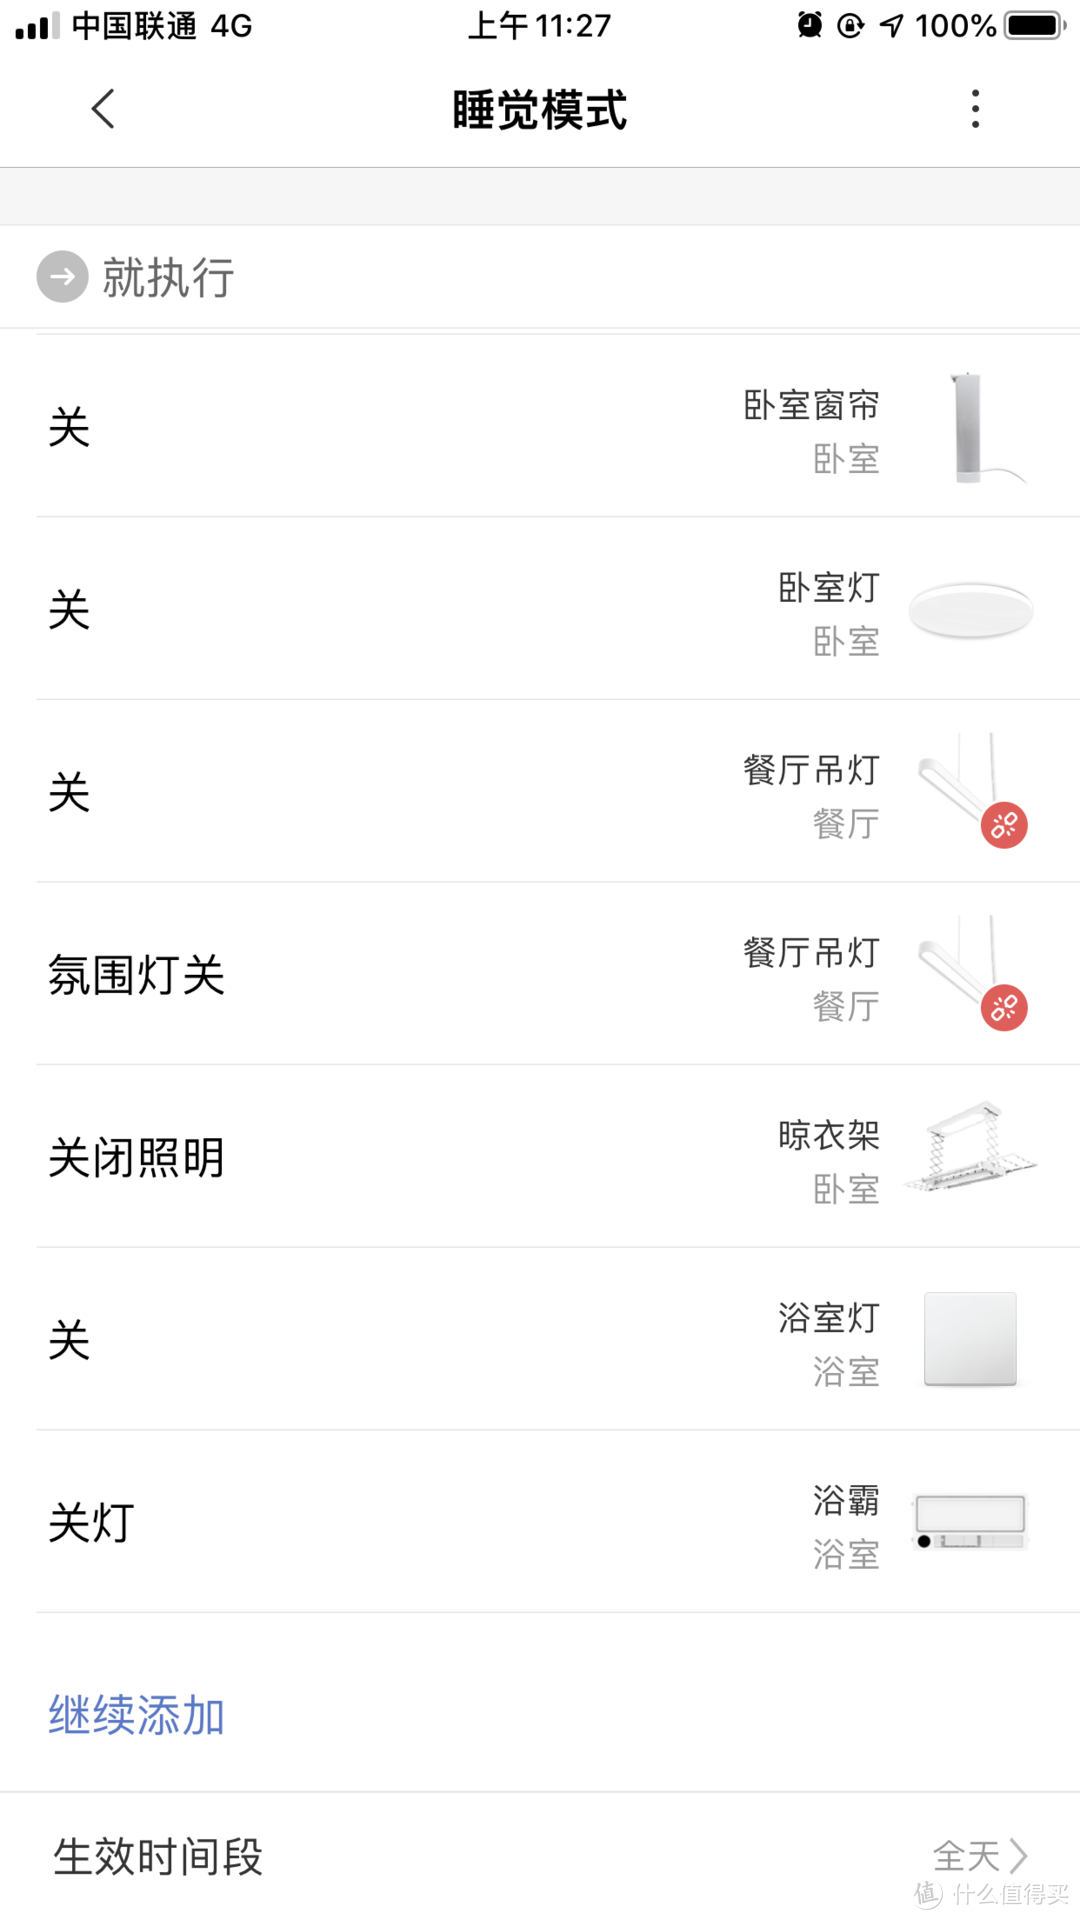 中国联通 4G 上午11:27 100%
睡觉模式
就执行
关 卧室窗帘
卧室
关 卧室灯
卧室
关 餐厅吊灯
餐厅
氛围灯关 餐厅吊灯
餐厅
关闭照明 晾衣架
卧室
关 浴室灯
浴室
关灯 浴霸
浴室
继续添加
生效时间段 全天
值 什么值得买